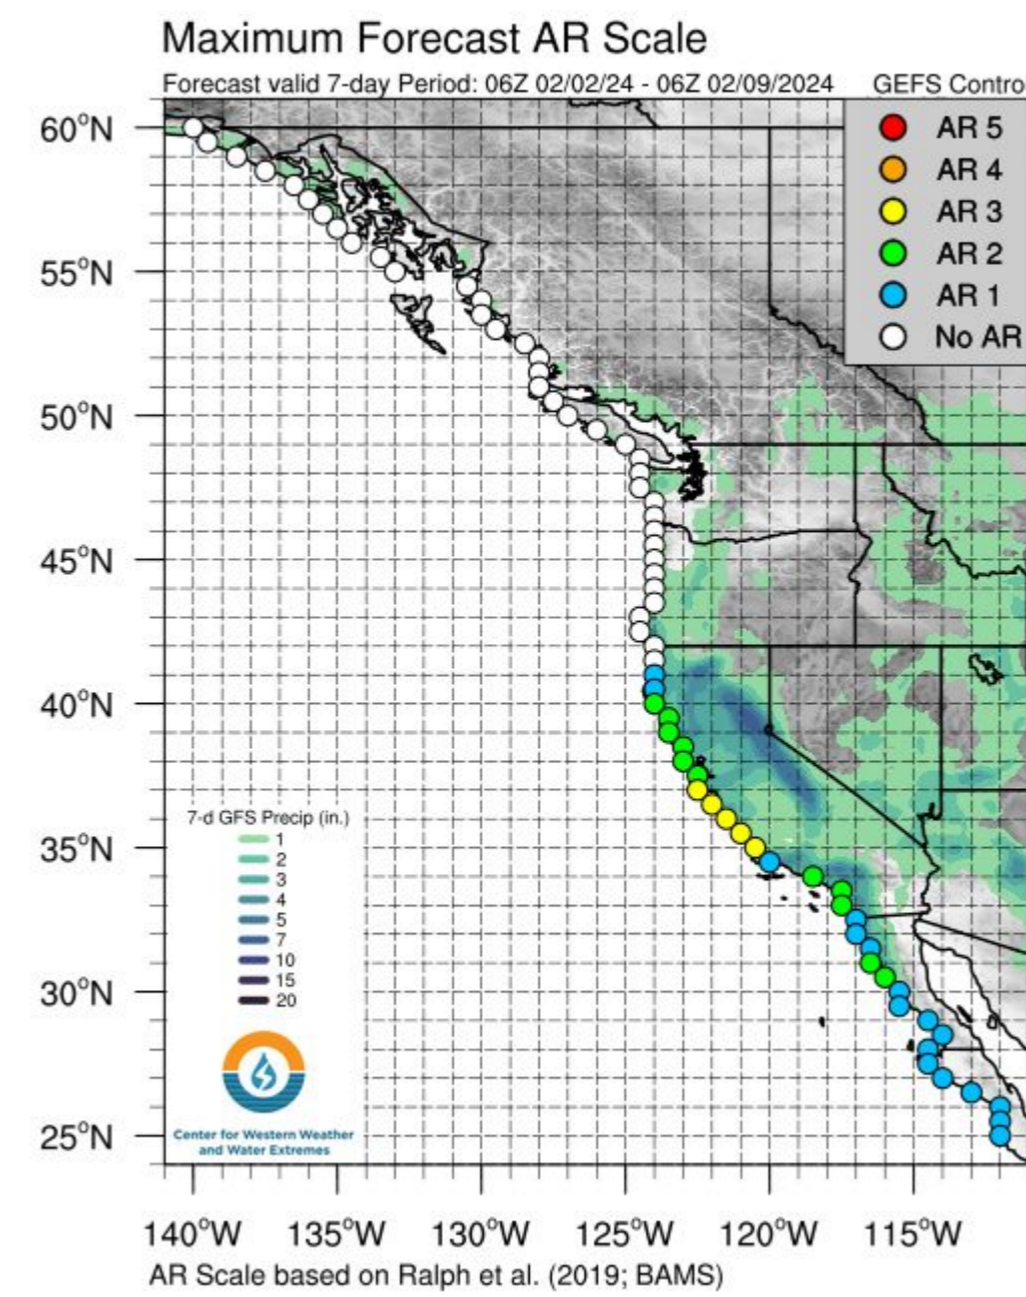 Maximum Forecast AR Scale
Forecast valid 7-day Period: 06Z 02/02/24 - 06Z 02/09/2024 GEFS Contro
AR 5
AR 4
AR 3
AR 2
AR 1
No AR
60°N
55°N
50°N
45°N
40°N
35°N
30°N
25°N
7-d GFS Precip (in.)
1
2
3
4
5
7
10
15
20
Center for Western Weather
and Water Extremes
140°W 135°W 130°W 125°W 120°W 115°W
AR Scale based on Ralph et al. (2019; BAMS)